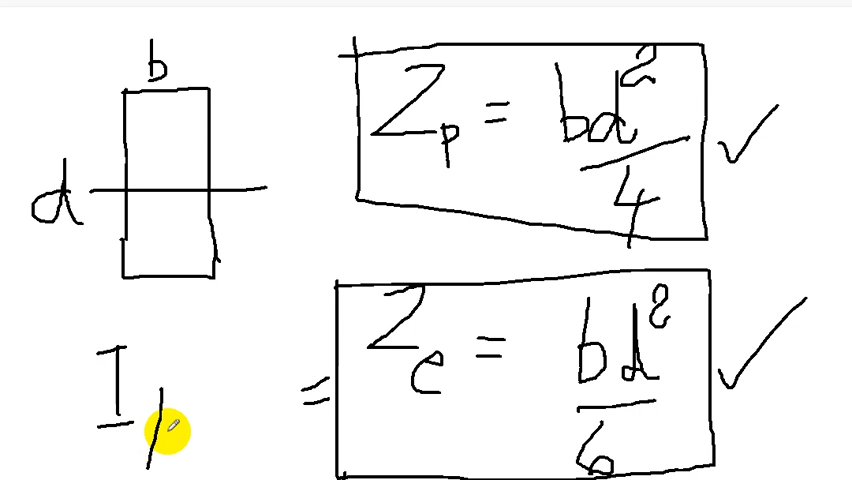 b
Zp = bd²/4 ✓
d
Ze = bd²/6 ✓
I / =